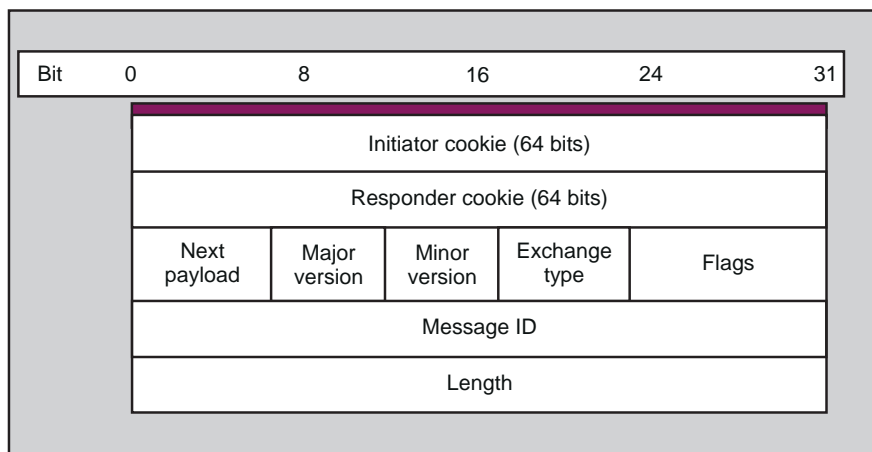 Bit 0 8 16 24 31
Initiator cookie (64 bits)
Responder cookie (64 bits)
Next
payload
Major
version
Minor
version
Exchange
type
Flags
Message ID
Length